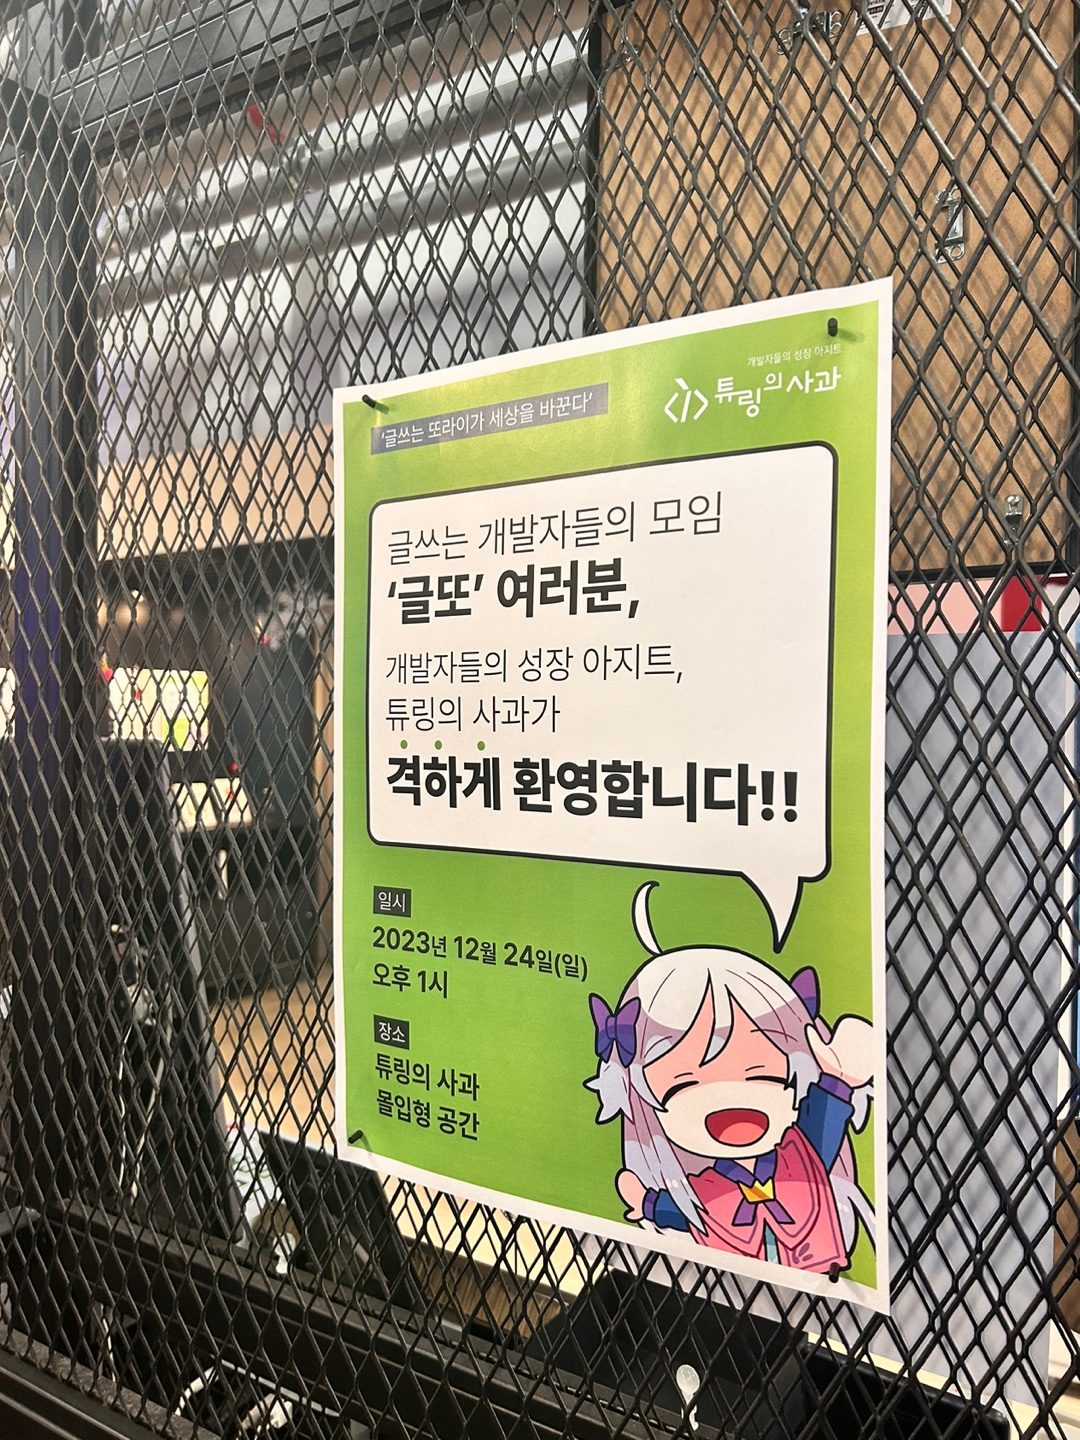 개발자들의 성장 아지트
튜링의 사과
'글쓰는 또라이가 세상을 바꾼다'
글쓰는 개발자들의 모임
'글또' 여러분,
개발자들의 성장 아지트,
튜링의 사과가
격하게 환영합니다!!
일시
2023년 12월 24일(일)
오후 1시
장소
튜링의 사과
몰입형 공간